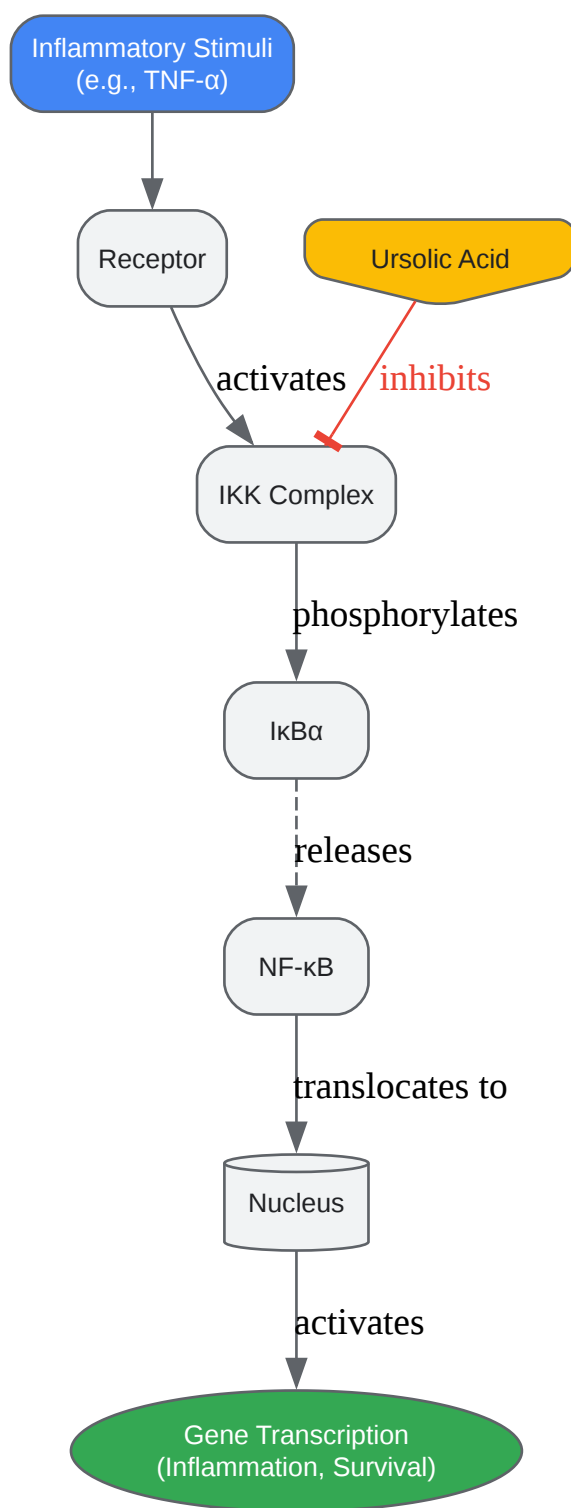 Inflammatory Stimuli
(e.g., TNF-α)
Receptor
Ursolic Acid
activates
inhibits
IKK Complex
phosphorylates
IκBα
releases
NF-κB
translocates to
Nucleus
activates
Gene Transcription
(Inflammation, Survival)